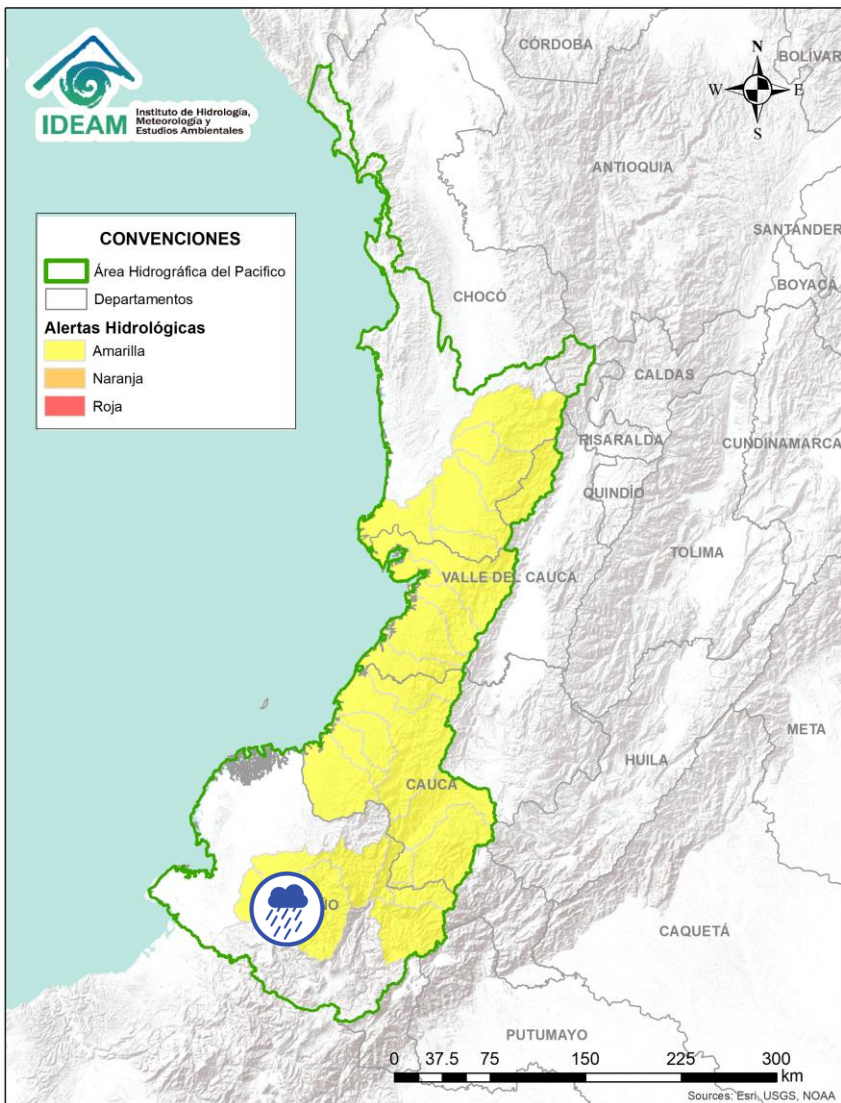 IDEAM
Instituto de Hidrología,
Meteorología y
Estudios Ambientales
N
W E
S
CÓRDOBA
BOLÍVAR
ANTIOQUIA
SANTANDER
BOYACÁ
CONVENCIONES
Área Hidrográfica del Pacifico
Departamentos
Alertas Hidrológicas
Amarilla
Naranja
Roja
CHOCÓ
CALDAS
RISARALDA
CUNDINAMARCA
QUINDÍO
TOLIMA
VALLE DEL CAUCA
META
HUILA
CAUCA
ÑO
CAQUETÁ
PUTUMAYO
0 37.5 75 150 225 300
km
Sources: Esri, USGS, NOAA